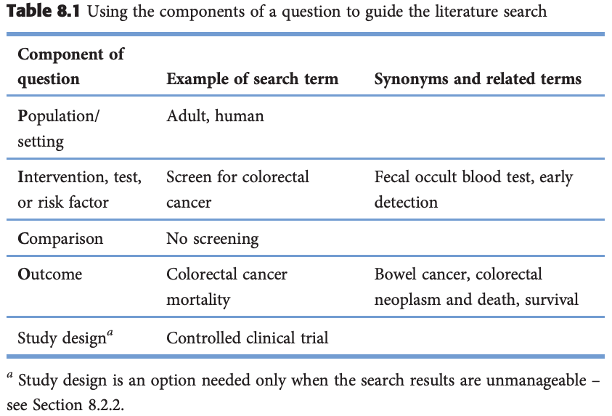 Table 8.1 Using the components of a question to guide the literature search
Component of question Example of search term Synonyms and related terms
Population/ setting Adult, human
Intervention, test, or risk factor Screen for colorectal cancer Fecal occult blood test, early detection
Comparison No screening
Outcome Colorectal cancer mortality Bowel cancer, colorectal neoplasm and death, survival
Study design^a Controlled clinical trial
^a Study design is an option needed only when the search results are unmanageable –
see Section 8.2.2.